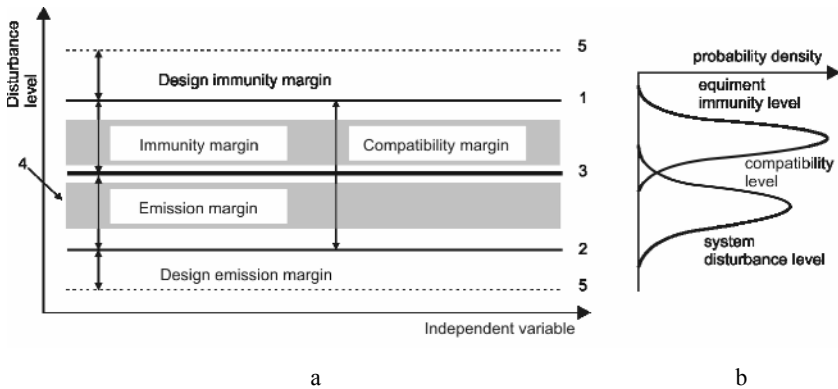 Disturbance
level
5
Design immunity margin
1
Immunity margin
Compatibility margin
4
3
Emission margin
2
Design emission margin
5
Independent variable
a
probability density
equiment
immunity level
compatibility
level
system
disturbance level
b